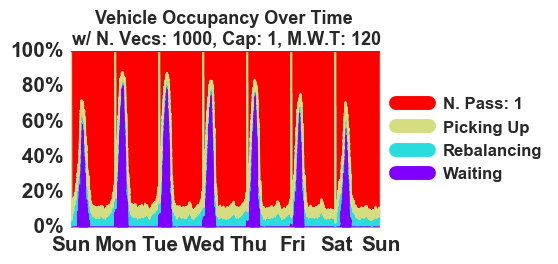 Vehicle Occupancy Over Time
w/ N. Vecs: 1000, Cap: 1, M.W.T: 120
100%
80%
60%
40%
20%
0%
Sun Mon Tue Wed Thu Fri Sat Sun
N. Pass: 1
Picking Up
Rebalancing
Waiting